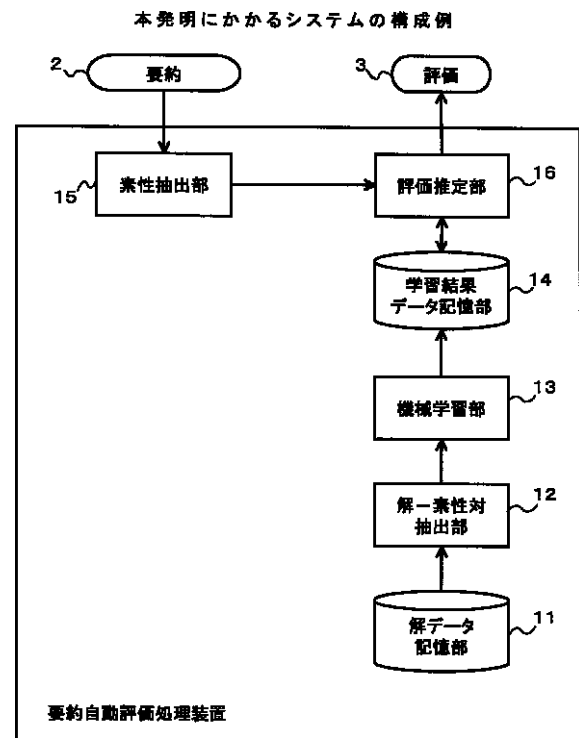 本発明にかかるシステムの構成例
2
要約
3
評価
15
素性抽出部
評価推定部
16
学習結果
データ記憶部
14
機械学習部
13
解－素性対
抽出部
12
解データ
記憶部
11
要約自動評価処理装置